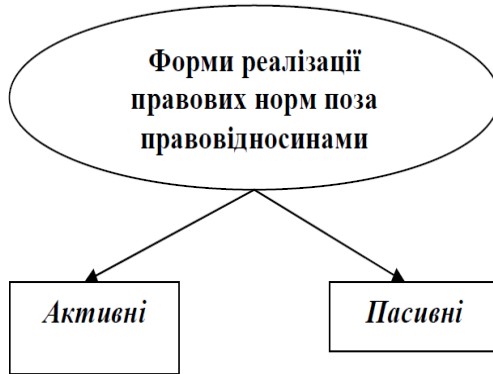 Форми реалізації
правових норм поза
правовідносинами
Активні
Пасивні